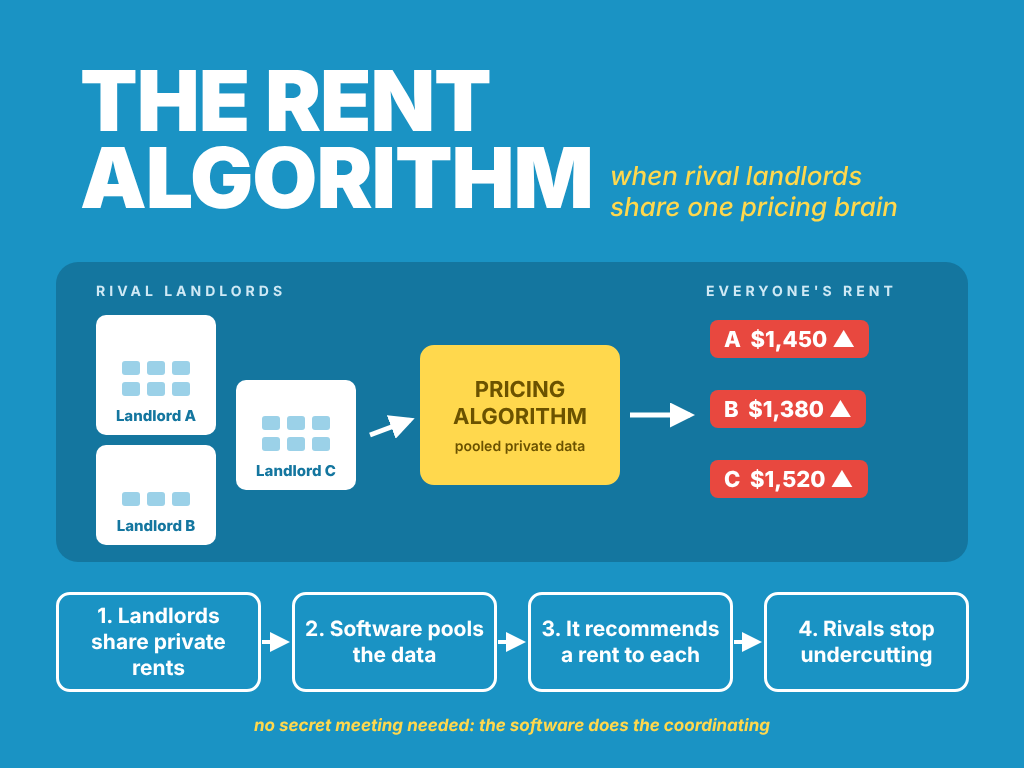 THE RENT
ALGORITHM
when rival landlords
share one pricing brain
RIVAL LANDLORDS
EVERYONE'S RENT
Landlord A
Landlord B
Landlord C
PRICING
ALGORITHM
pooled private data
A $1,450 ▲
B $1,380 ▲
C $1,520 ▲
1. Landlords
share private
rents
2. Software pools
the data
3. It recommends
a rent to each
4. Rivals stop
undercutting
no secret meeting needed: the software does the coordinating